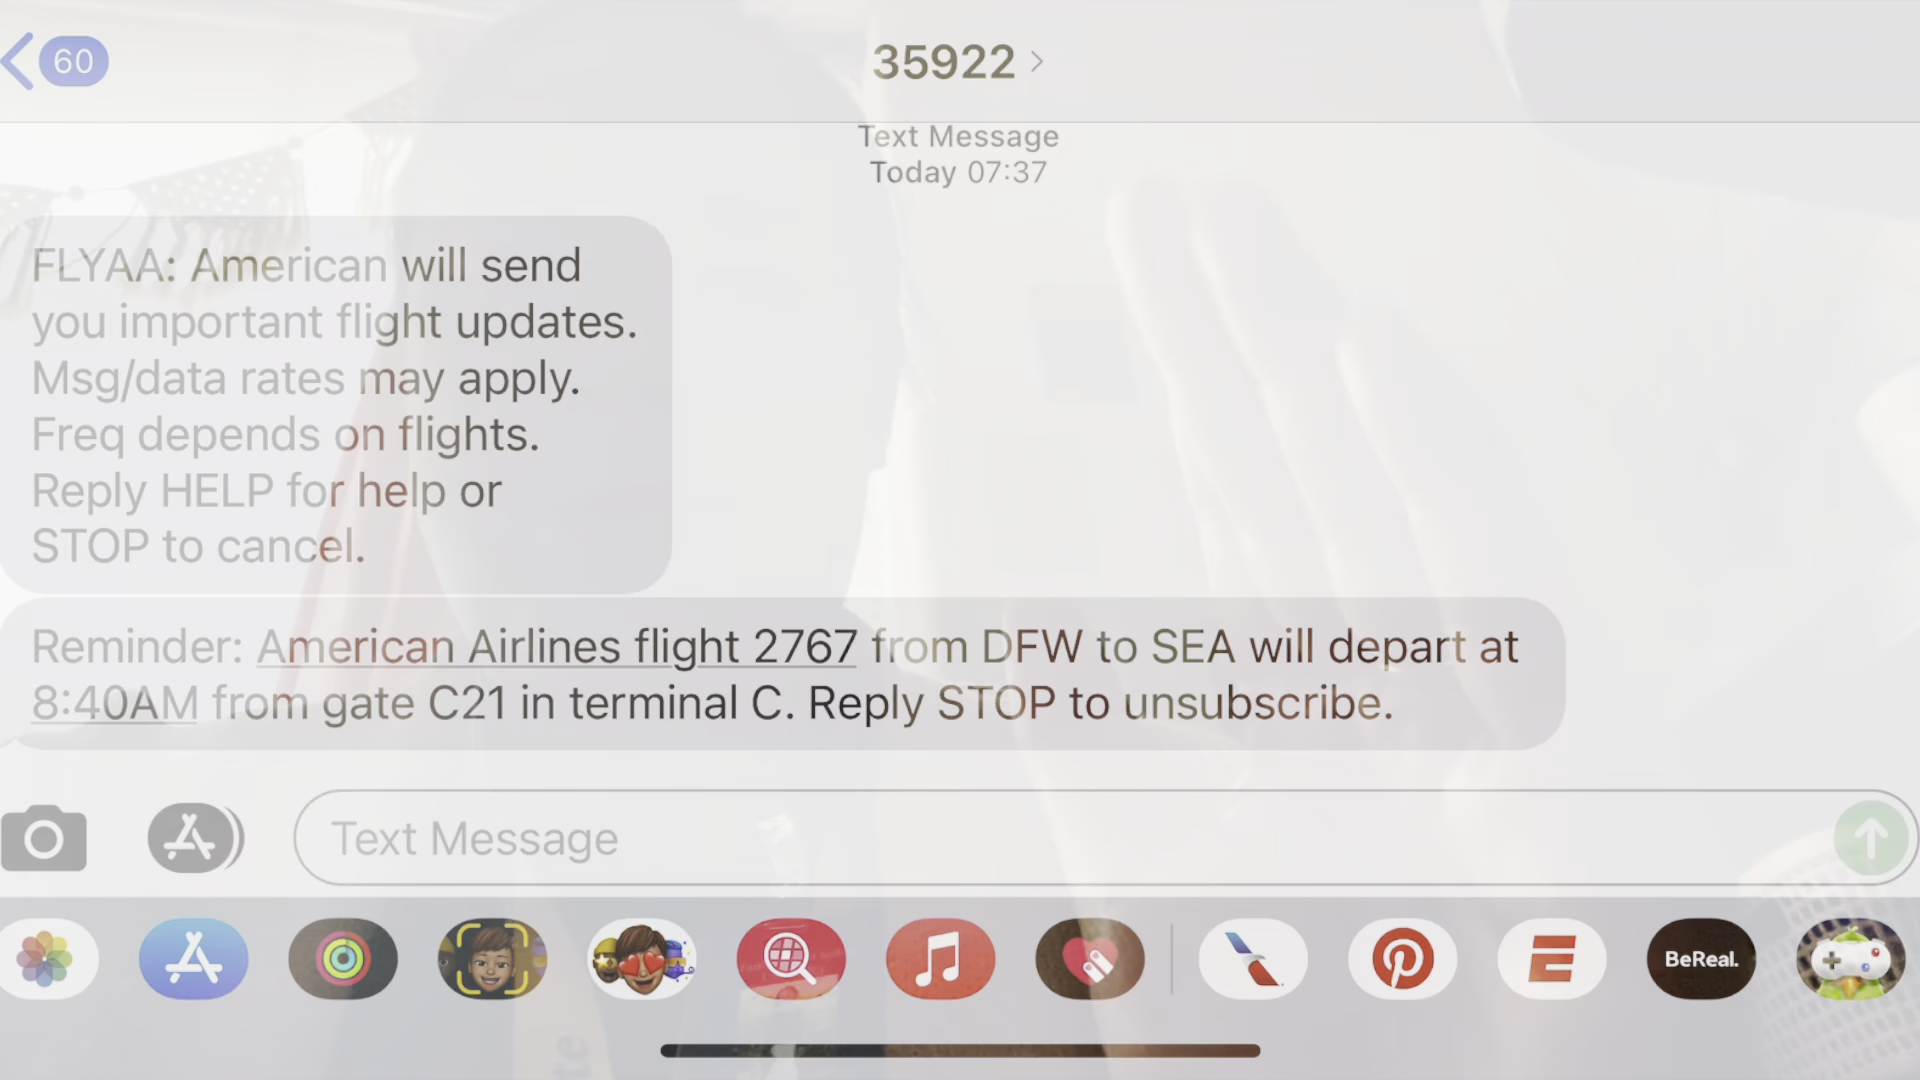 60
35922
Text Message
Today 07:37
FLYAA: American will send
you important flight updates.
Msg/data rates may apply.
Freq depends on flights.
Reply HELP for help or
STOP to cancel.
Reminder: American Airlines flight 2767 from DFW to SEA will depart at
8:40AM from gate C21 in terminal C. Reply STOP to unsubscribe.
Text Message
BeReal.
te